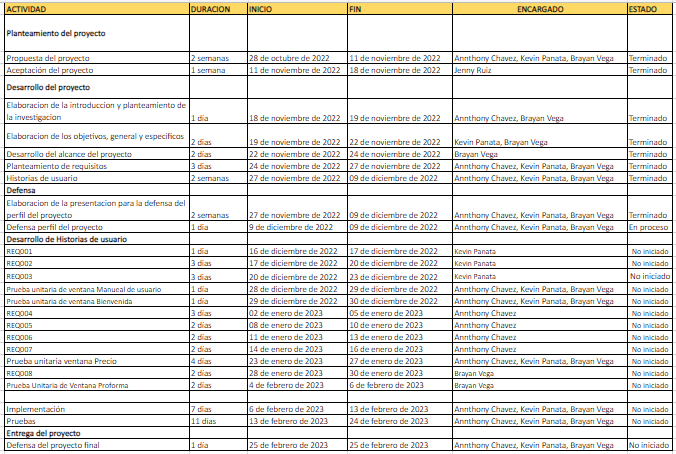 ACTIVIDAD DURACION INICIO FIN ENCARGADO ESTADO
Planteamiento del proyecto
Propuesta del proyecto 2 semanas 28 de octubre de 2022 11 de noviembre de 2022 Annthony Chavez, Kevin Panata, Brayan Vega Terminado
Aceptación del proyecto 1 semana 11 de noviembre de 2022 18 de noviembre de 2022 Jenny Ruiz Terminado
Desarrollo del proyecto
Elaboracion de la introduccion y planteamiento de
la investigacion 1 día 18 de noviembre de 2022 19 de noviembre de 2022 Annthony Chavez, Brayan Vega Terminado
Elaboracion de los objetivos, general y especificos 2 dias 19 de noviembre de 2022 22 de noviembre de 2022 Kevin Panata, Brayan Vega Terminado
Desarrollo del alcance del proyecto 2 días 22 de noviembre de 2022 24 de noviembre de 2022 Brayan Vega Terminado
Planteamiento de requisitos 3 dias 24 de noviembre de 2022 27 de noviembre de 2022 Annthony Chavez, Kevin Panata, Brayan Vega Terminado
Historias de usuario 2 semanas 27 de noviembre de 2022 09 de diciembre de 2022 Annthony Chavez, Kevin Panata, Brayan Vega Terminado
Defensa
Elaboracion de la presentacion para la defensa del
perfil del proyecto 2 semanas 27 de noviembre de 2022 09 de diciembre de 2022 Annthony Chavez, Kevin Panata, Brayan Vega Terminado
Defensa perfil del proyecto 1 día 9 de diciembre de 2022 09 de diciembre de 2022 Annthony Chavez, Kevin Panata, Brayan Vega En proceso
Desarrollo de Historias de usuario
REQ001 1 día 16 de diciembre de 2022 17 de diciembre de 2022 Kevin Panata No iniciado
REQ002 3 días 17 de diciembre de 2022 20 de diciembre de 2022 Kevin Panata No iniciado
REQ003 3 días 20 de diciembre de 2022 23 de diciembre de 2022 Kevin Panata No iniciado
Prueba unitaria de ventana Manueal de usuario 1 día 28 de diciembre de 2022 29 de diciembre de 2022 Annthony Chavez, Kevin Panata, Brayan Vega No iniciado
Prueba unitaria de ventana Bienvenida 1 día 29 de diciembre de 2022 30 de diciembre de 2022 Annthony Chavez, Kevin Panata, Brayan Vega No iniciado
REQ004 3 días 02 de enero de 2023 05 de enero de 2023 Annthony Chavez No iniciado
REQ005 2 días 08 de enero de 2023 10 de enero de 2023 Annthony Chavez No iniciado
REQ006 2 días 11 de enero de 2023 13 de enero de 2023 Annthony Chavez No iniciado
REQ007 2 días 14 de enero de 2023 16 de enero de 2023 Annthony Chavez No iniciado
Prueba unitaria ventana Precio 4 días 23 de enero de 2023 27 de enero de 2023 Annthony Chavez, Kevin Panata, Brayan Vega No iniciado
REQ008 2 días 28 de enero de 2023 30 de enero de 2023 Brayan Vega No iniciado
Prueba Unitaria de Ventana Proforma 2 días 4 de febrero de 2023 6 de febrero de 2023 Brayan Vega No iniciado
Implementación 7 días 6 de febrero de 2023 13 de febrero de 2023 Annthony Chavez, Kevin Panata, Brayan Vega No iniciado
Pruebas 11 días 13 de febrero de 2023 24 de febrero de 2023 Annthony Chavez, Kevin Panata, Brayan Vega No iniciado
Entrega del proyecto
Defensa del proyecto final 1 día 25 de febrero de 2023 25 de febrero de 2023 Annthony Chavez, Kevin Panata, Brayan Vega No iniciado